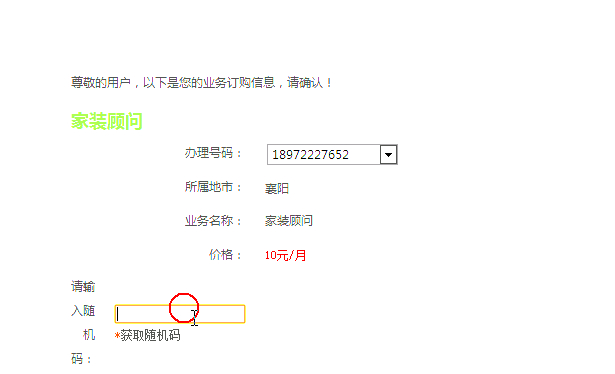 尊敬的用户，以下是您的业务订购信息，请确认！
家装顾问
办理号码： 18972227652
所属地市： 襄阳
业务名称： 家装顾问
价格： 10元/月
请输
入随
机
码：
*获取随机码